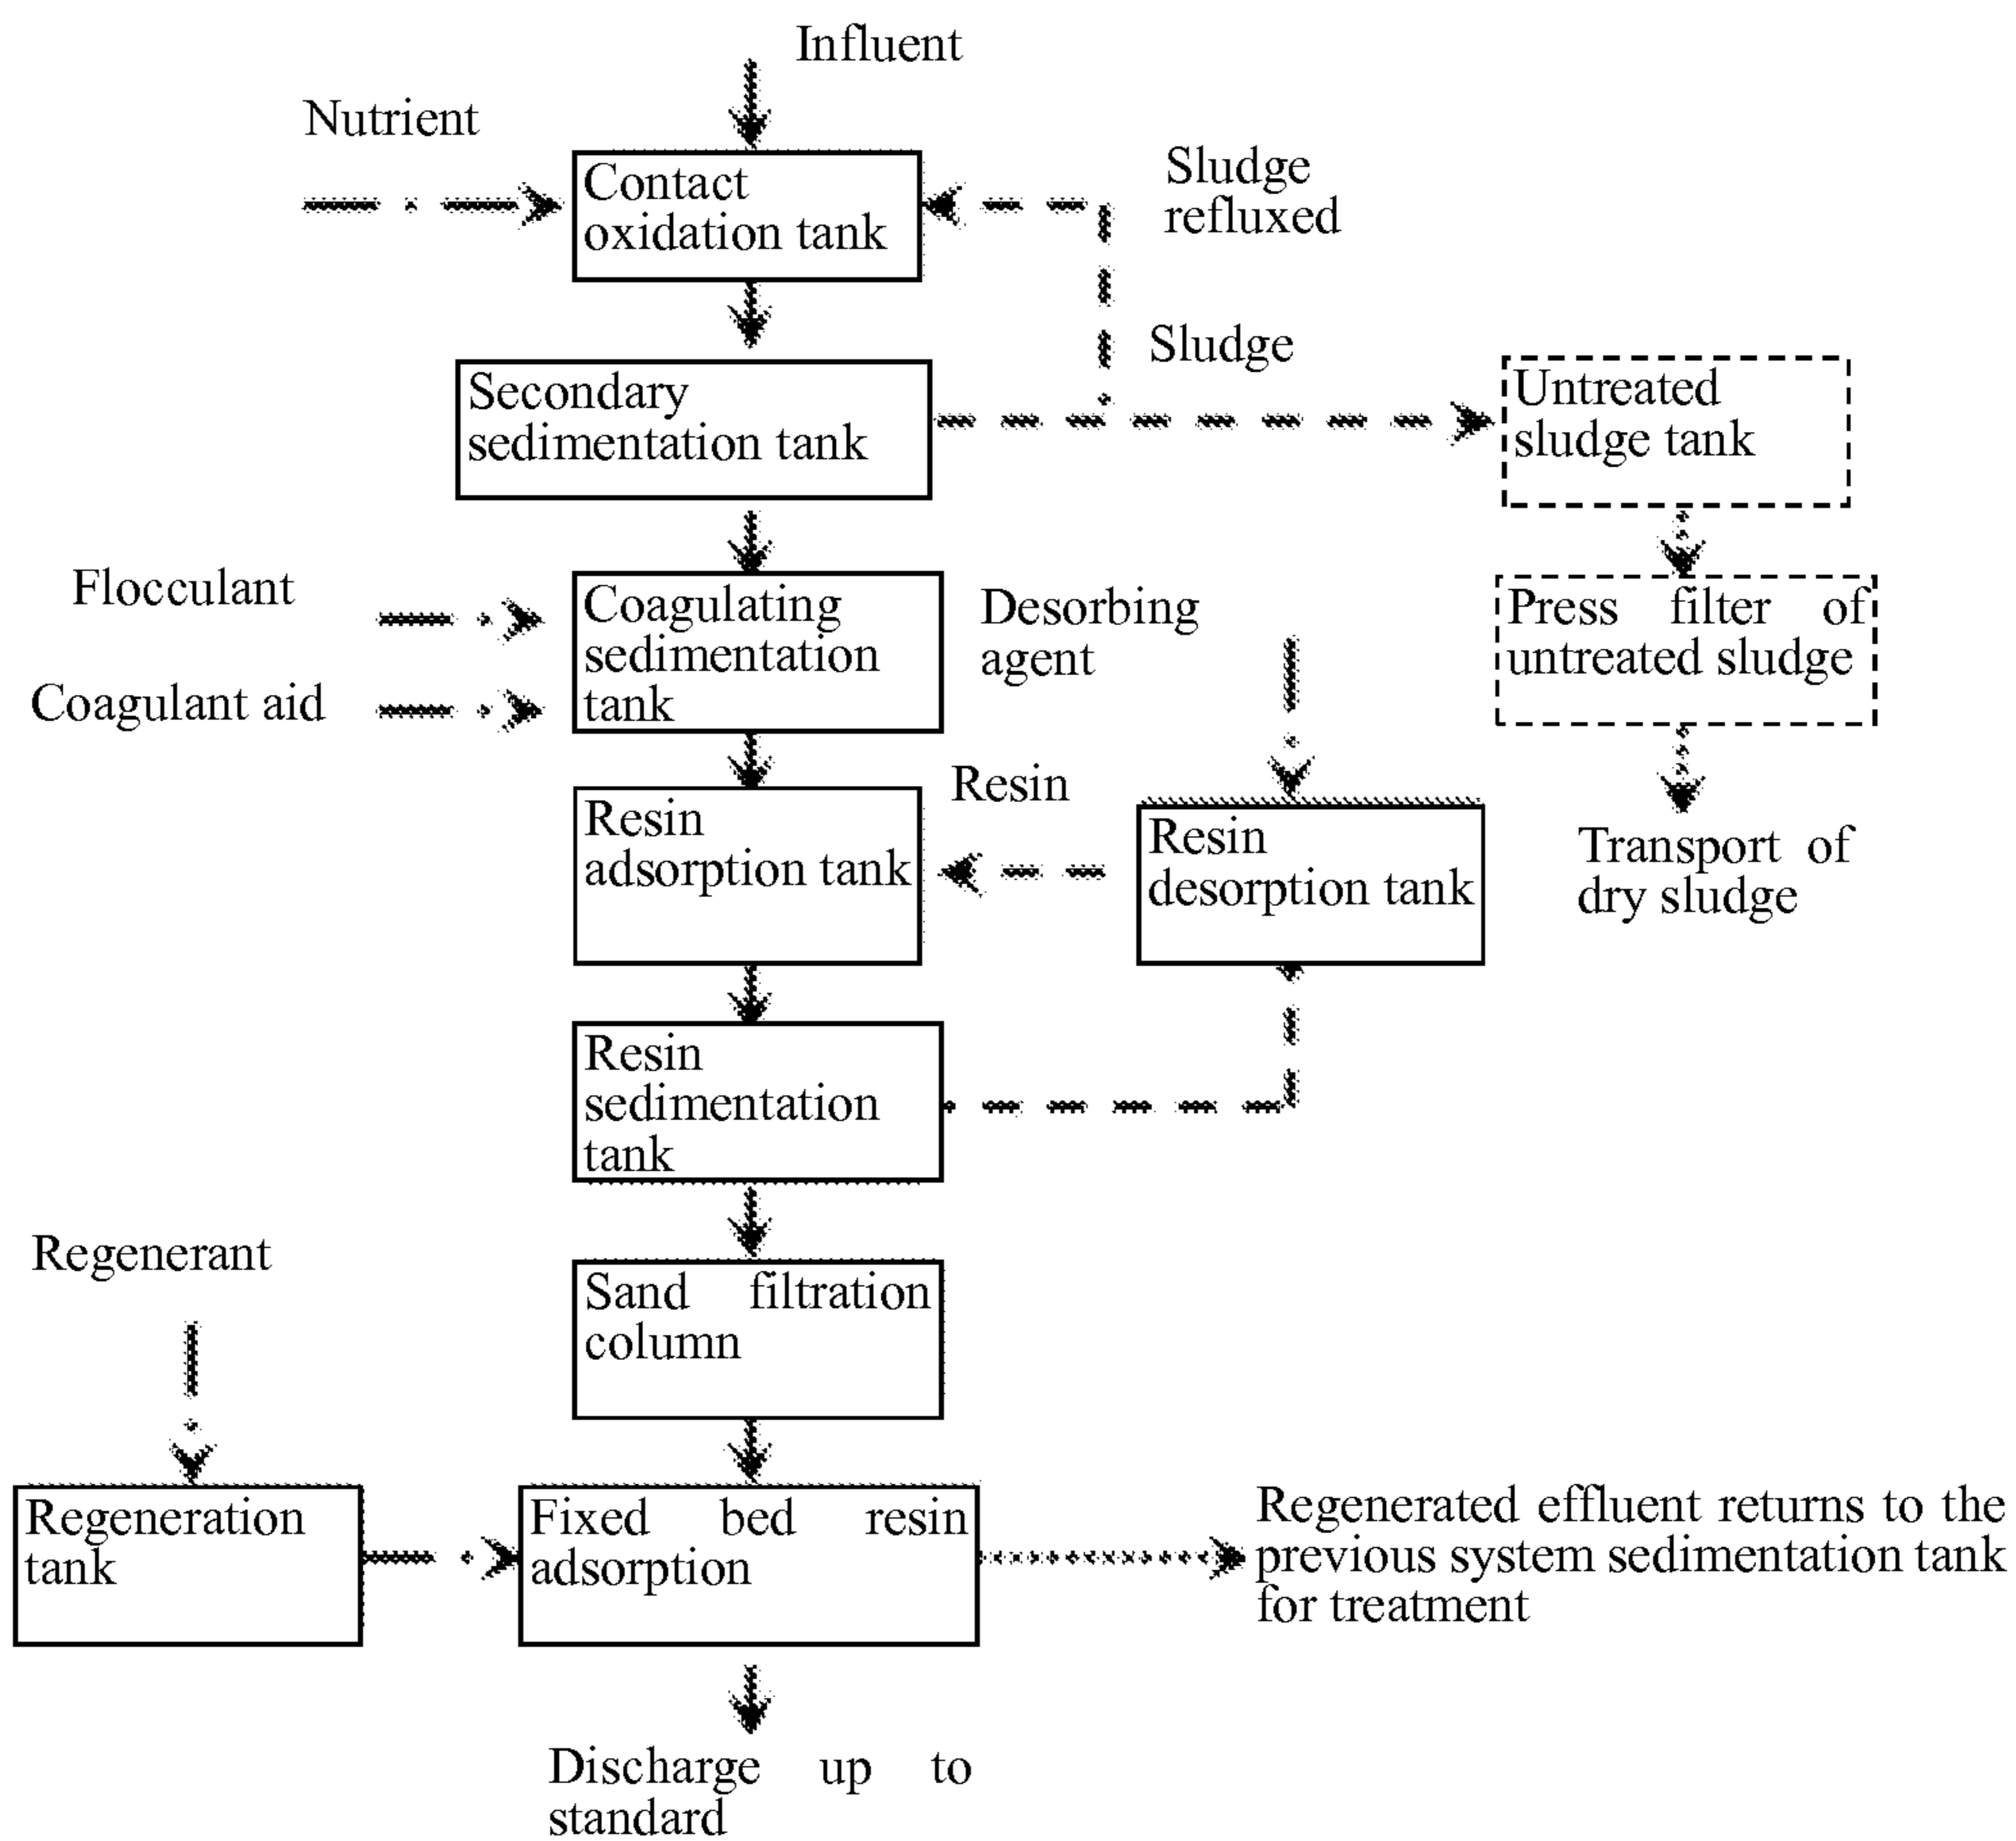 Influent
Nutrient
Contact
oxidation tank
Sludge
refluxed
Sludge
Secondary
sedimentation tank
Untreated
sludge tank
Flocculant
Coagulant aid
Coagulating
sedimentation
tank
Desorbing
agent
Press filter of
untreated sludge
Resin
adsorption tank
Resin
Resin
desorption tank
Transport of
dry sludge
Resin
sedimentation
tank
Regenerant
Sand filtration
column
Regeneration
tank
Fixed bed resin
adsorption
Regenerated effluent returns to the
previous system sedimentation tank
for treatment
Discharge up to
standard